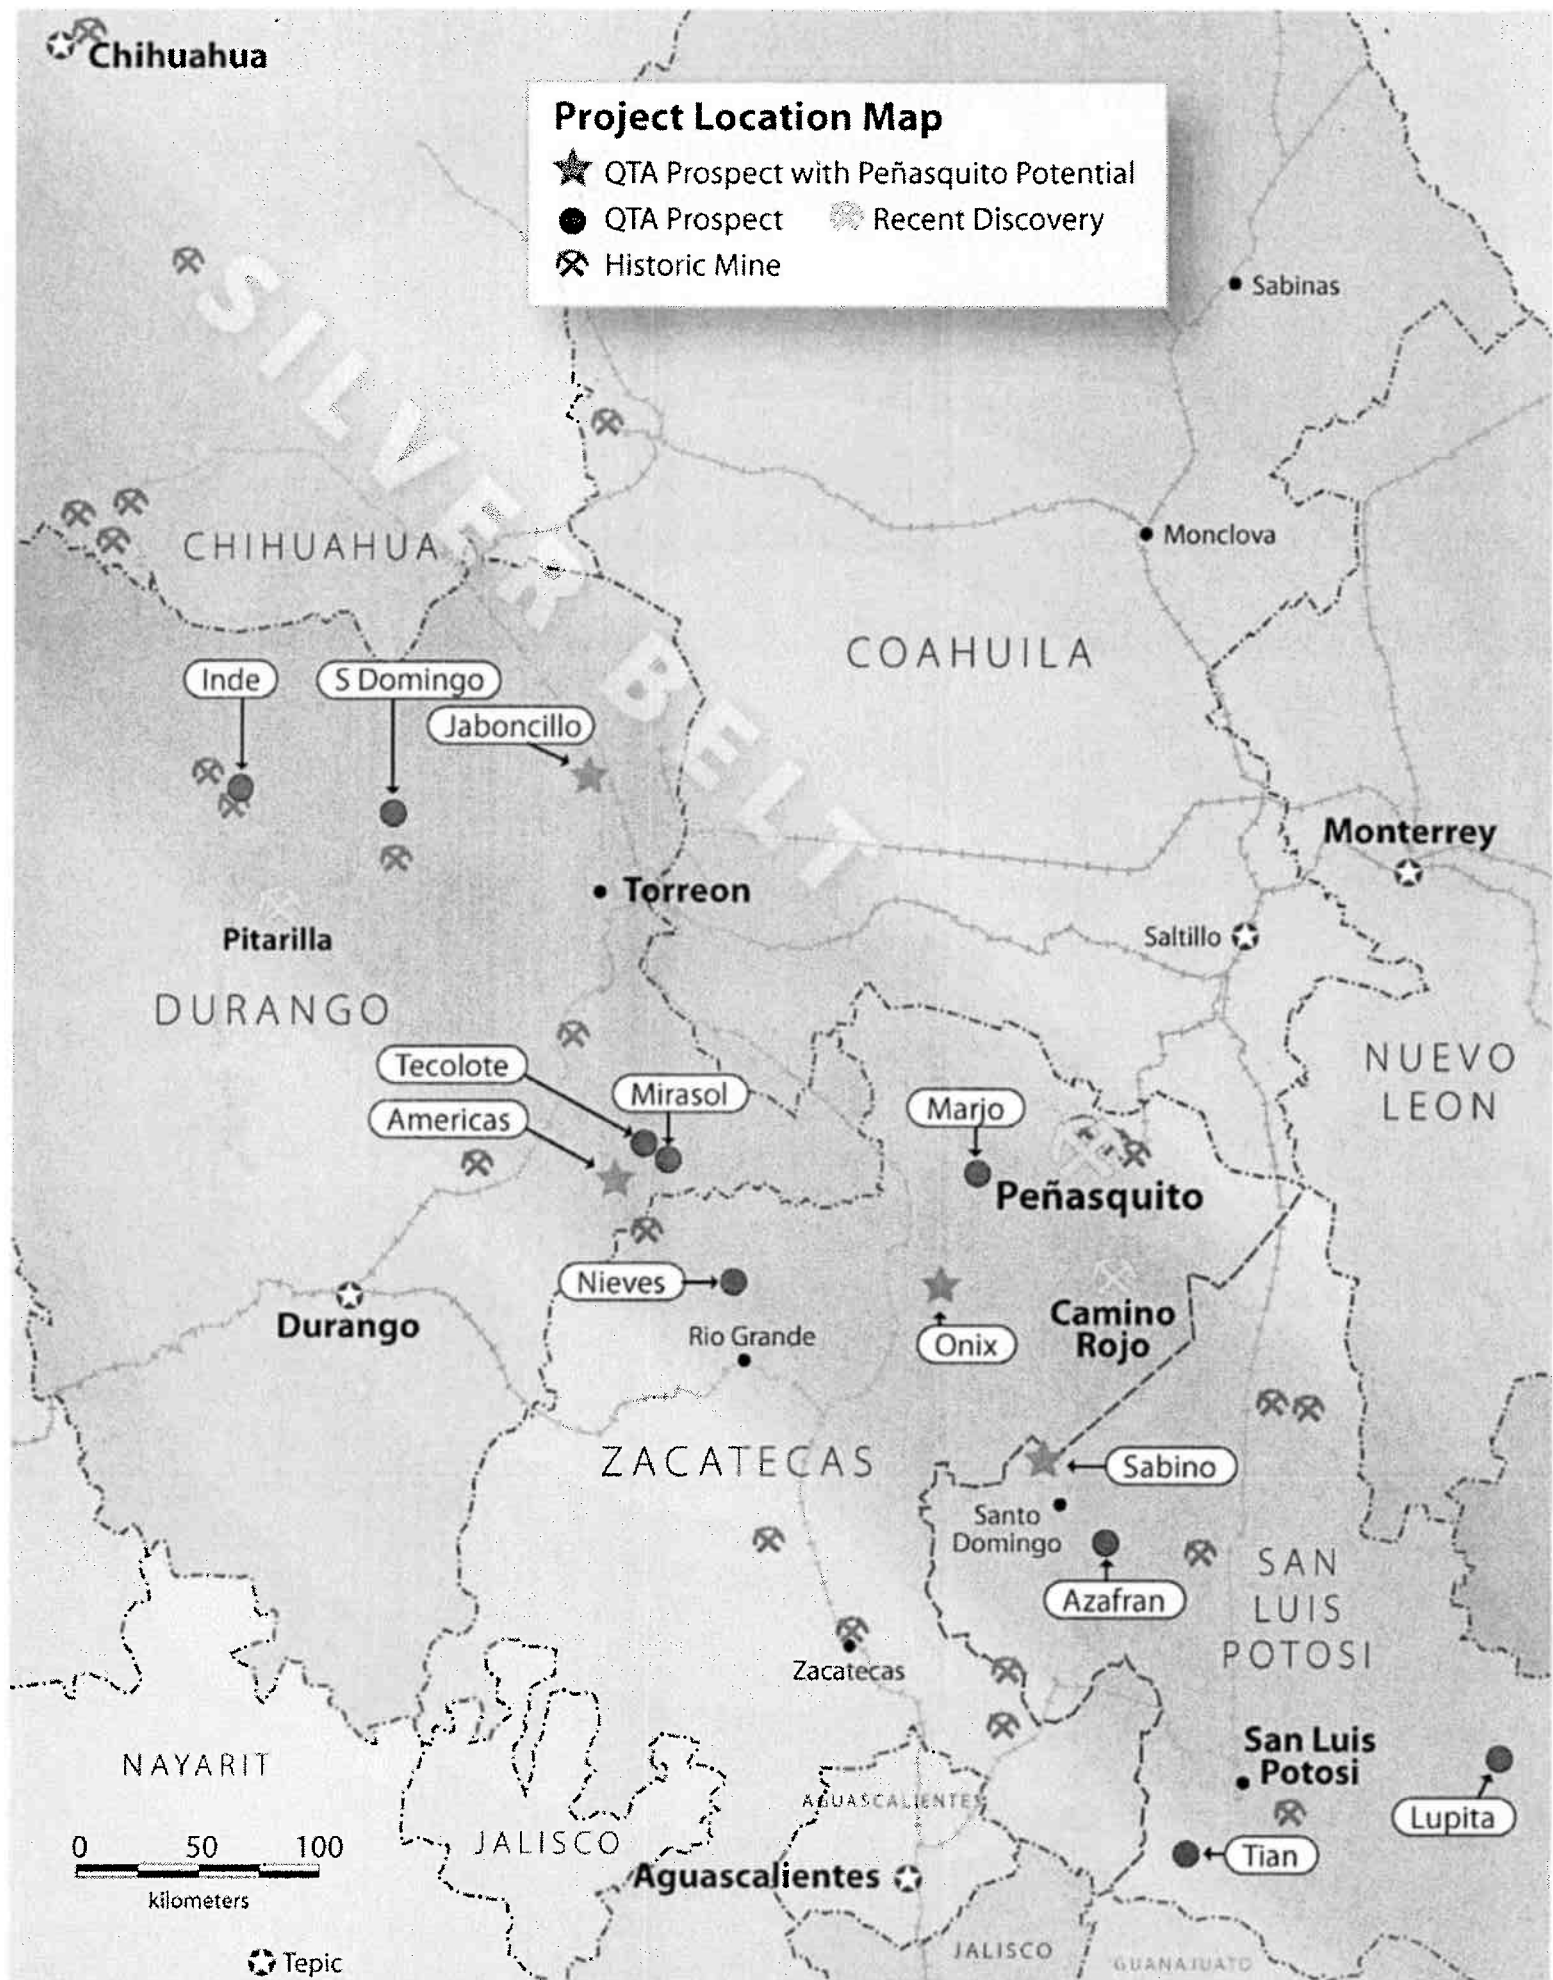 Chihuahua
Project Location Map
QTA Prospect with Peñasquito Potential
QTA Prospect
Recent Discovery
Historic Mine
Sabinas
SILVER BELT
CHIHUAHUA
Monclova
COAHUILA
Inde
S Domingo
Jaboncillo
Monterrey
Torreon
Saltillo
Pitarilla
DURANGO
NUEVO
LEON
Tecolote
Mirasol
Americas
Marjo
Peñasquito
Nieves
Camino
Rojo
Durango
Rio Grande
Onix
ZACATECAS
Sabino
Santo
Domingo
SAN
LUIS
POTOSI
Azafran
Zacatecas
San Luis
Potosi
NAYARIT
AGUASCALIENTES
Lupita
0 50 100
kilometers
JALISCO
Tian
Aguascalientes
Tepic
JALISCO
GUANAJUATO